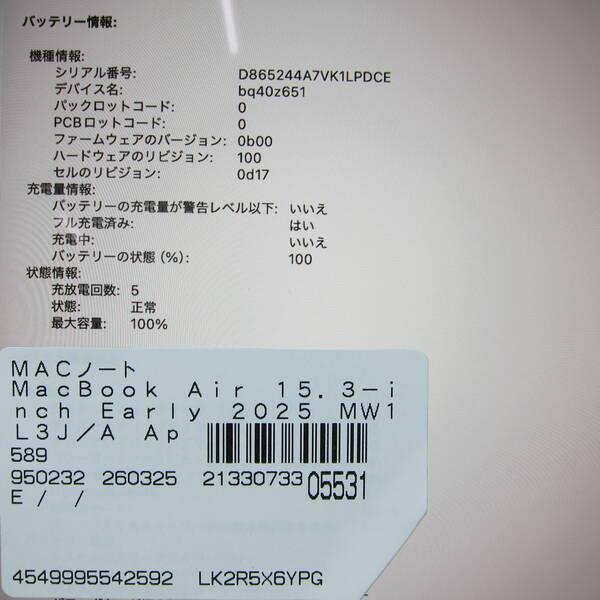 バッテリー情報:
機種情報:
シリアル番号: D865244A7VK1LPDCE
デバイス名: bq40z651
パックロットコード: 0
PCBロットコード: 0
ファームウェアのバージョン: 0b00
ハードウェアのリビジョン: 100
セルのリビジョン: 0d17
充電量情報:
バッテリーの充電量が警告レベル以下: いいえ
フル充電済み: はい
充電中: いいえ
バッテリーの状態 (%): 100
状態情報:
充放電回数: 5
状態: 正常
最大容量: 100%
MACノート
MacBook Air 15.3-i
nch Early 2025 MW1
L3J/A Ap
589
950232 260325 21330733 05531
E / /
4549995542592 LK2R5X6YPG